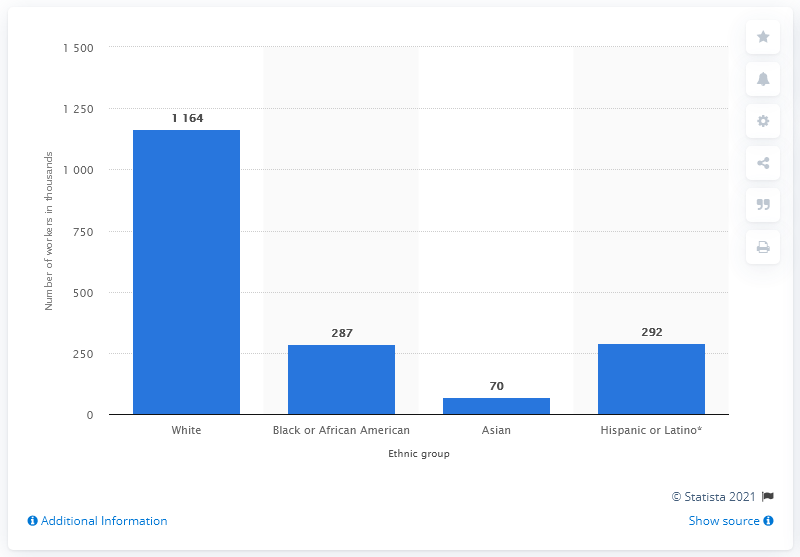 1 500
1 250
1 000
750
500
250
0
Number of workers in thousands
1 164
287
70
292
White
Black or African American
Asian
Hispanic or Latino*
Ethnic group
© Statista 2021
Additional Information
Show source